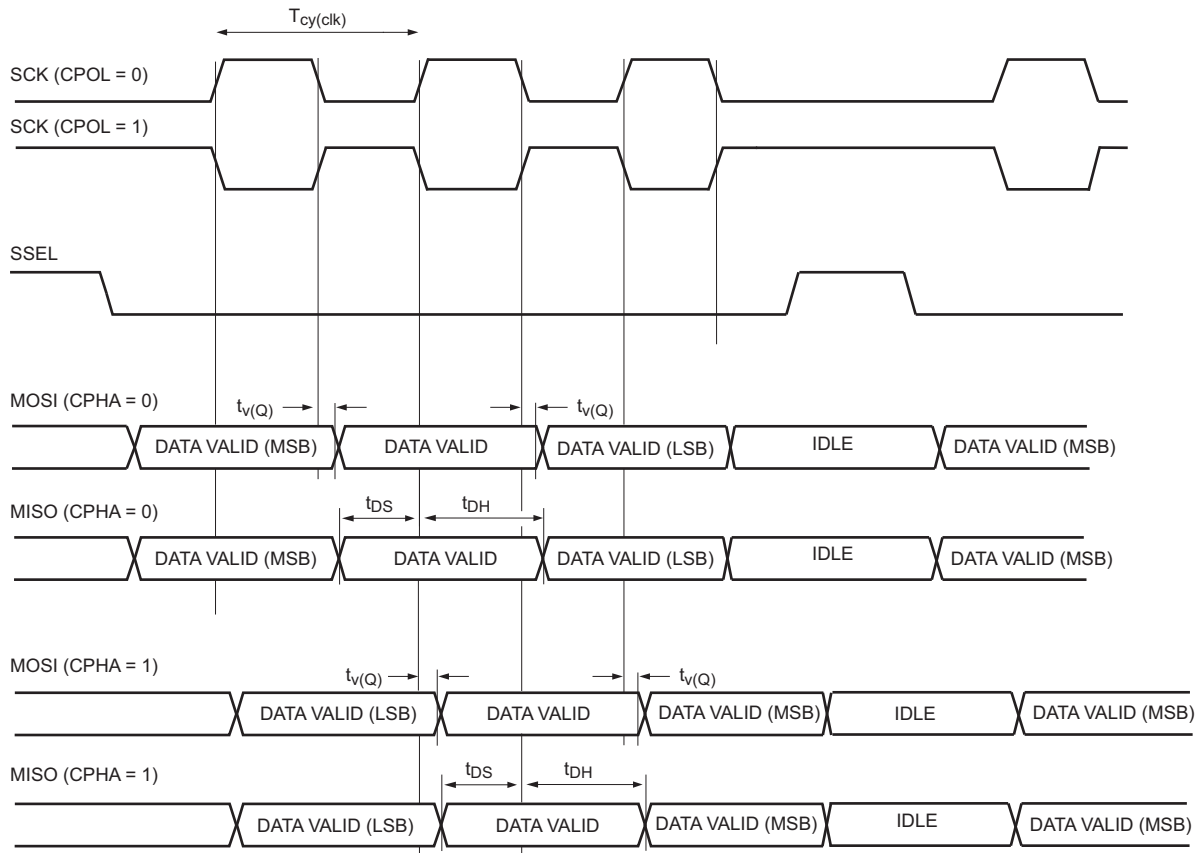 Tcy(clk)
SCK (CPOL = 0)
SCK (CPOL = 1)
SSEL
MOSI (CPHA = 0)
tv(Q) tv(Q)
DATA VALID (MSB) DATA VALID DATA VALID (LSB) IDLE DATA VALID (MSB)
MISO (CPHA = 0)
tDS tDH
DATA VALID (MSB) DATA VALID DATA VALID (LSB) IDLE DATA VALID (MSB)
MOSI (CPHA = 1)
tv(Q) tv(Q)
DATA VALID (LSB) DATA VALID DATA VALID (MSB) IDLE DATA VALID (MSB)
MISO (CPHA = 1)
tDS tDH
DATA VALID (LSB) DATA VALID DATA VALID (MSB) IDLE DATA VALID (MSB)